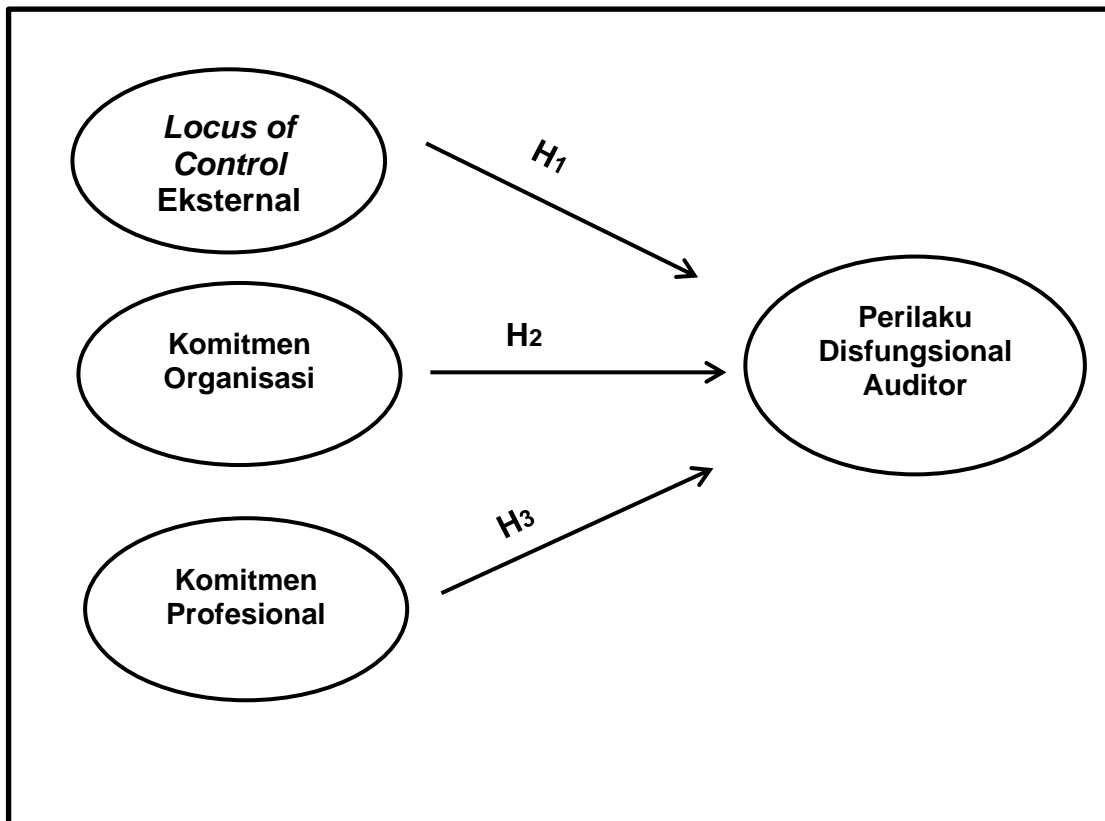 Locus of
Control
Eksternal
H1
Komitmen
Organisasi
H2
Perilaku
Disfungsional
Auditor
Komitmen
Profesional
H3